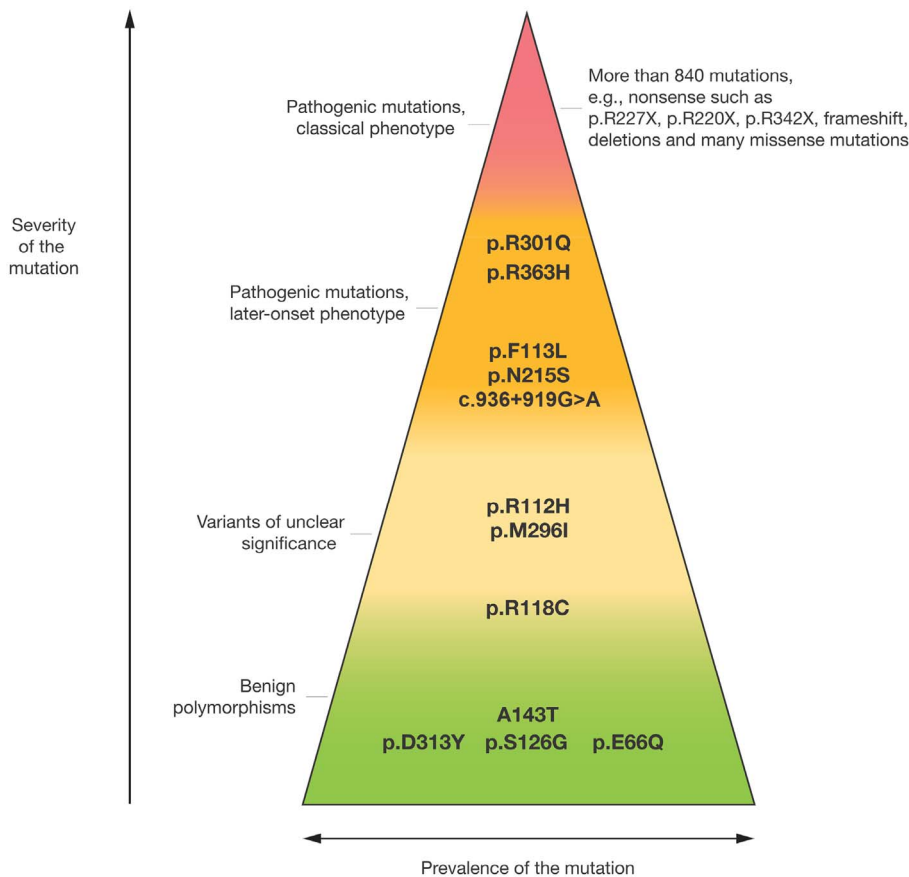 More than 840 mutations,
e.g., nonsense such as
p.R227X, p.R220X, p.R342X, frameshift,
deletions and many missense mutations
Pathogenic mutations,
classical phenotype
Severity
of the
mutation
p.R301Q
p.R363H
Pathogenic mutations,
later-onset phenotype
p.F113L
p.N215S
c.936+919G>A
p.R112H
p.M296I
Variants of unclear
significance
p.R118C
Benign
polymorphisms
A143T
p.D313Y p.S126G p.E66Q
Prevalence of the mutation